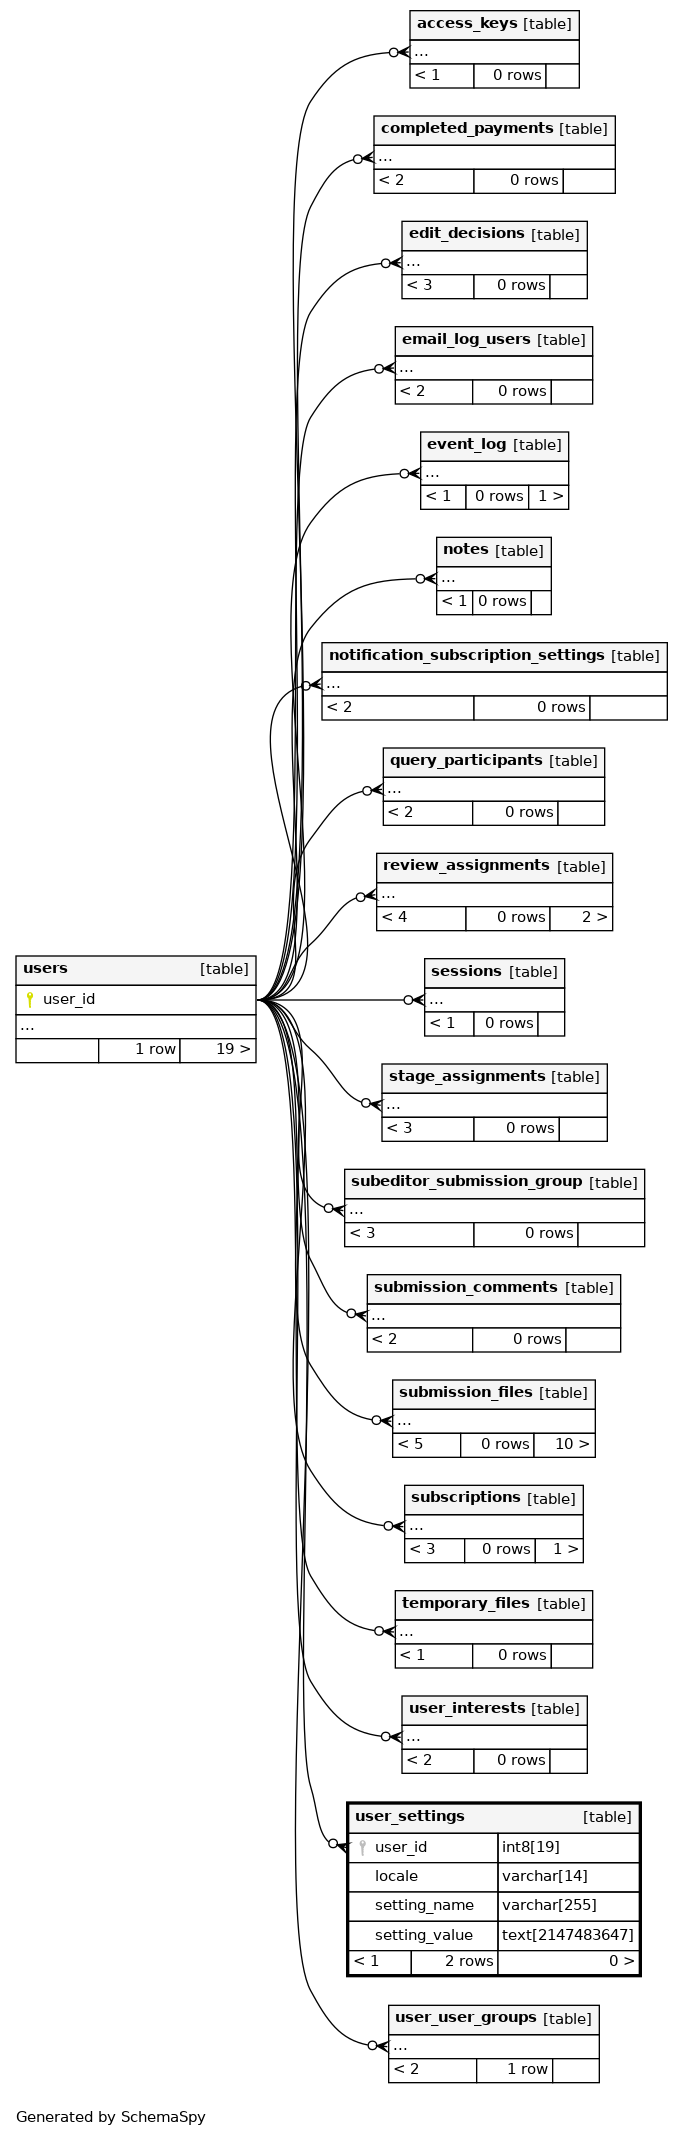 access_keys [table]
...
< 1 0 rows
completed_payments [table]
...
< 2 0 rows
edit_decisions [table]
...
< 3 0 rows
email_log_users [table]
...
< 2 0 rows
event_log [table]
...
< 1 0 rows 1 >
notes [table]
...
< 1 0 rows
notification_subscription_settings [table]
...
< 2 0 rows
query_participants [table]
...
< 2 0 rows
review_assignments [table]
...
< 4 0 rows 2 >
users [table]
user_id
...
1 row 19 >
sessions [table]
...
< 1 0 rows
stage_assignments [table]
...
< 3 0 rows
subeditor_submission_group [table]
...
< 3 0 rows
submission_comments [table]
...
< 2 0 rows
submission_files [table]
...
< 5 0 rows 10 >
subscriptions [table]
...
< 3 0 rows 1 >
temporary_files [table]
...
< 1 0 rows
user_interests [table]
...
< 2 0 rows
user_settings [table]
user_id int8[19]
locale varchar[14]
setting_name varchar[255]
setting_value text[2147483647]
< 1 2 rows 0 >
user_user_groups [table]
...
< 2 1 row
Generated by SchemaSpy